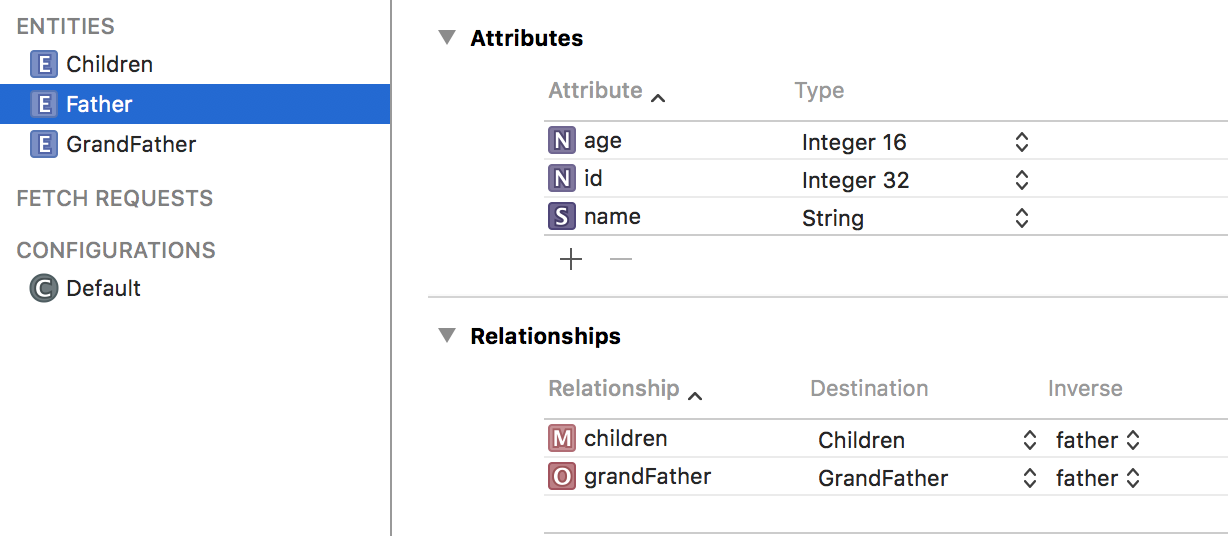 ENTITIES
E Children
E Father
E GrandFather
FETCH REQUESTS
CONFIGURATIONS
C Default
Attributes
Attribute Type
N age Integer 16
N id Integer 32
S name String
Relationships
Relationship Destination Inverse
M children Children father
O grandFather GrandFather father